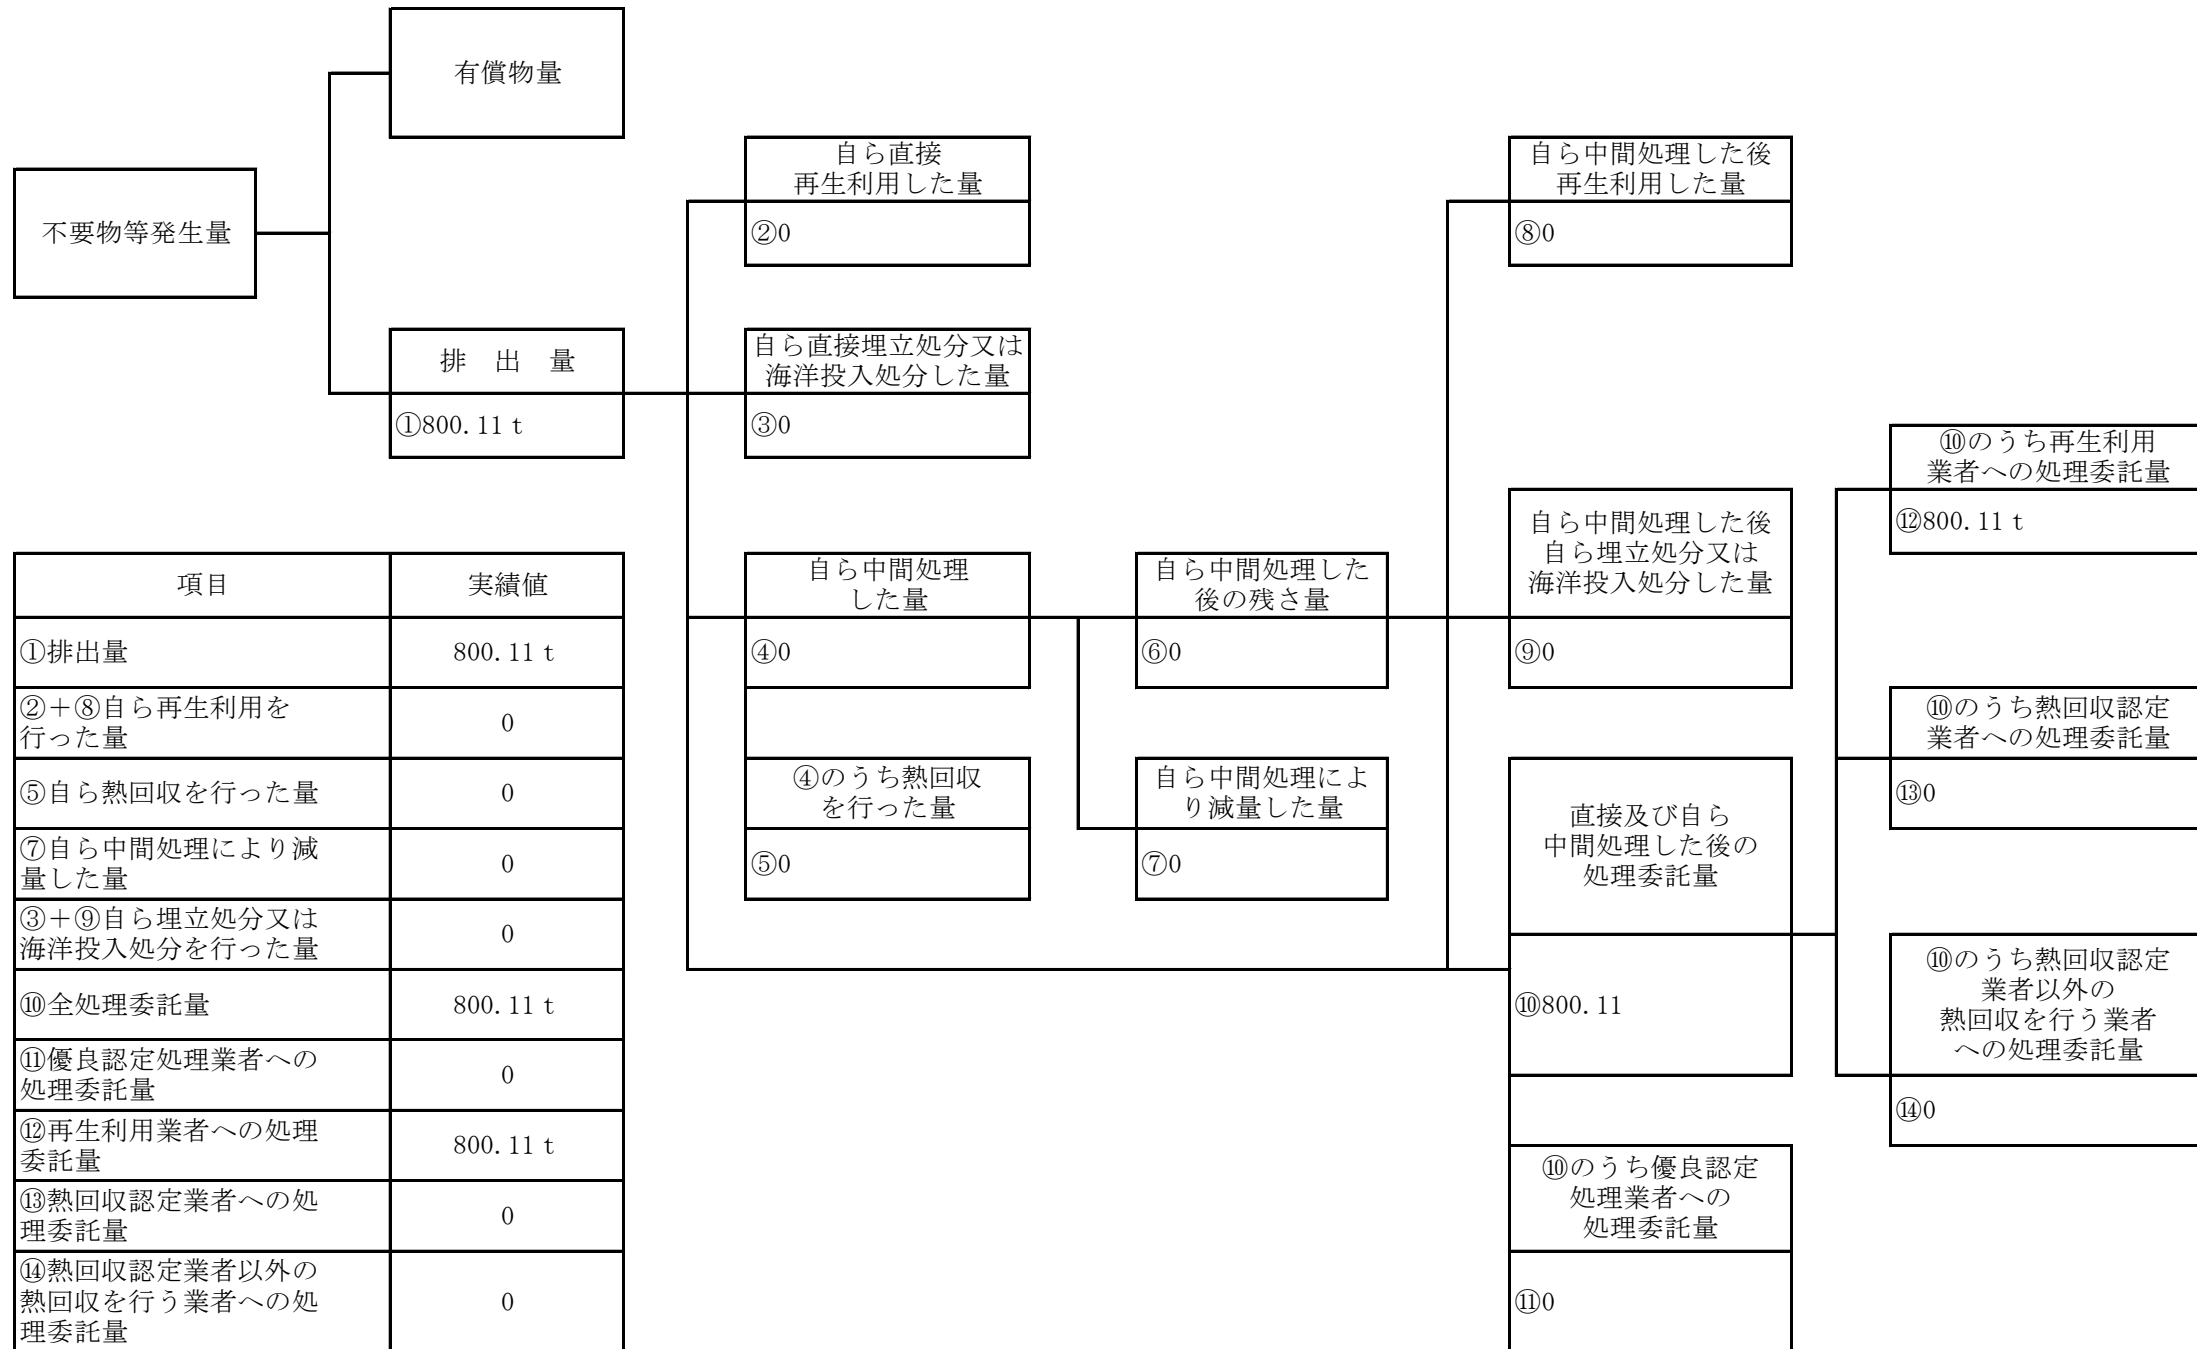 有償物量
不要物等発生量
排　出　量
①800.11 t
自ら直接
再生利用した量
②0
自ら直接埋立処分又は
海洋投入処分した量
③0
自ら中間処理
した量
④0
④のうち熱回収
を行った量
⑤0
自ら中間処理した
後の残さ量
⑥0
自ら中間処理によ
り減量した量
⑦0
自ら中間処理した後
再生利用した量
⑧0
自ら中間処理した後
自ら埋立処分又は
海洋投入処分した量
⑨0
直接及び自ら
中間処理した後の
処理委託量
⑩800.11
⑩のうち優良認定
処理業者への
処理委託量
⑪0
⑩のうち再生利用
業者への処理委託量
⑫800.11 t
⑩のうち熱回収認定
業者への処理委託量
⑬0
⑩のうち熱回収認定
業者以外の
熱回収を行う業者
への処理委託量
⑭0
項目 実績値
①排出量 800.11 t
②＋⑧自ら再生利用を
行った量 0
⑤自ら熱回収を行った量 0
⑦自ら中間処理により減
量した量 0
③＋⑨自ら埋立処分又は
海洋投入処分を行った量 0
⑩全処理委託量 800.11 t
⑪優良認定処理業者への
処理委託量 0
⑫再生利用業者への処理
委託量 800.11 t
⑬熱回収認定業者への処
理委託量 0
⑭熱回収認定業者以外の
熱回収を行う業者への処
理委託量 0